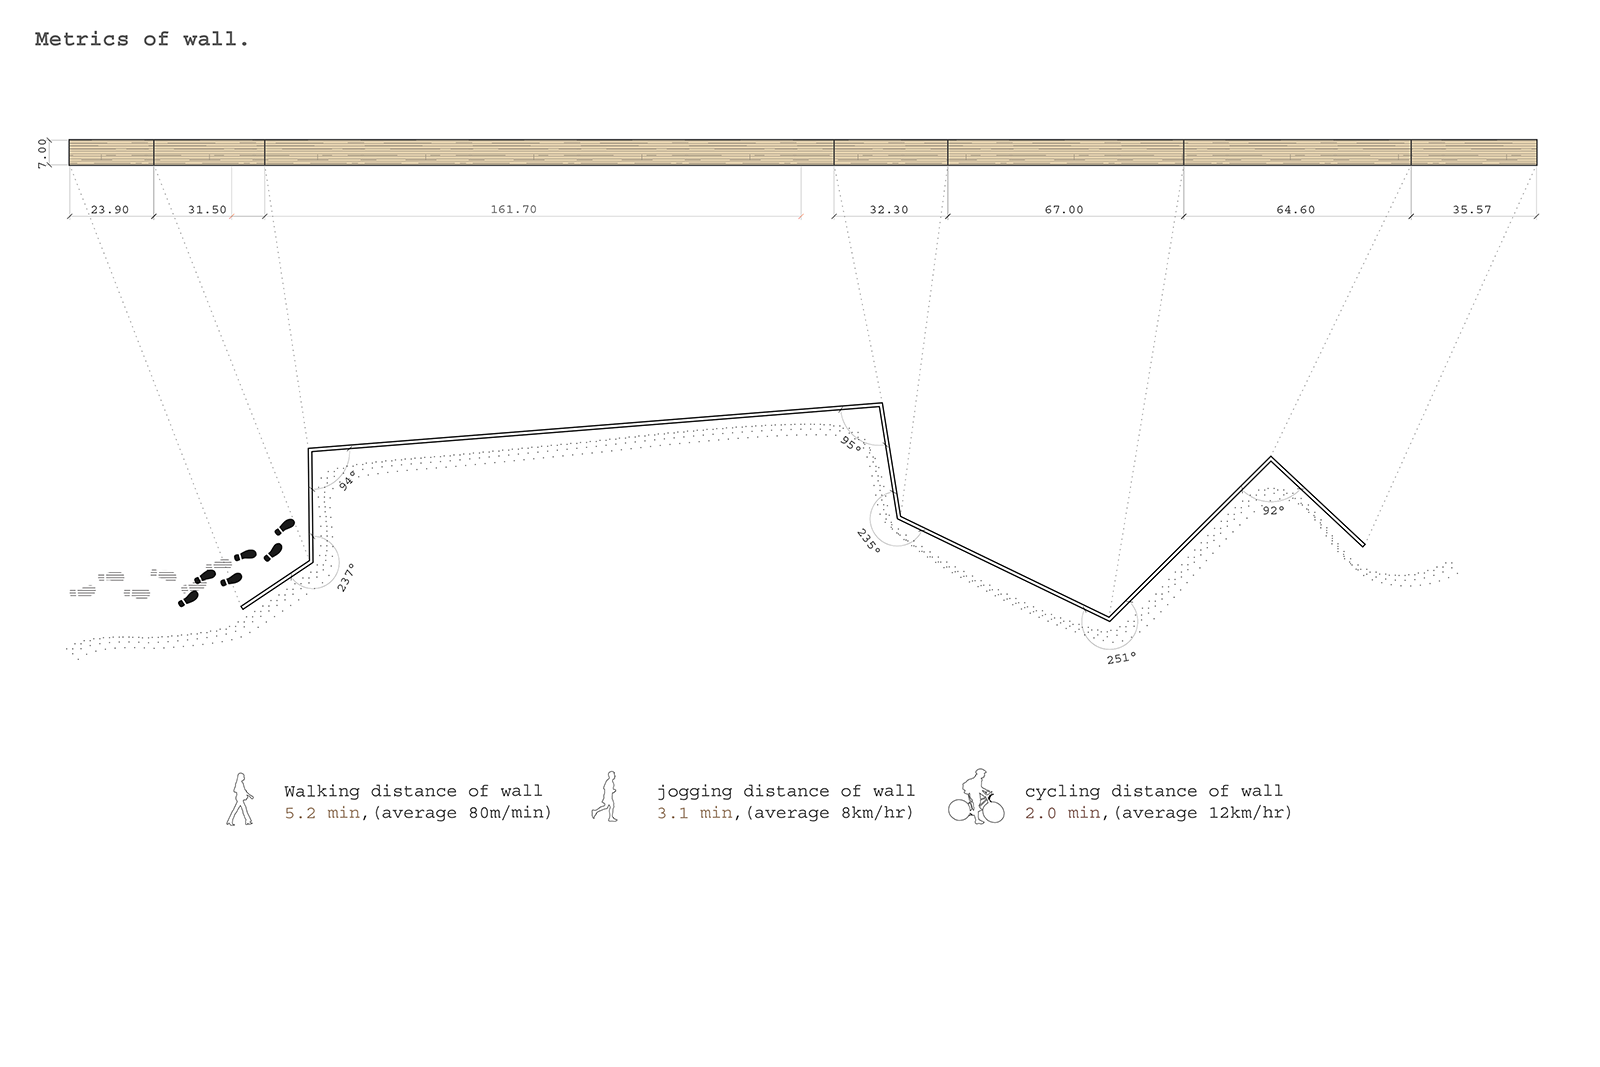 Metrics of wall.
7.00
23.90 31.50 161.70 32.30 67.00 64.60 35.57
95°
94°
92°
235°
237°
251°
Walking distance of wall
5.2 min,(average 80m/min)
jogging distance of wall
3.1 min,(average 8km/hr)
cycling distance of wall
2.0 min,(average 12km/hr)